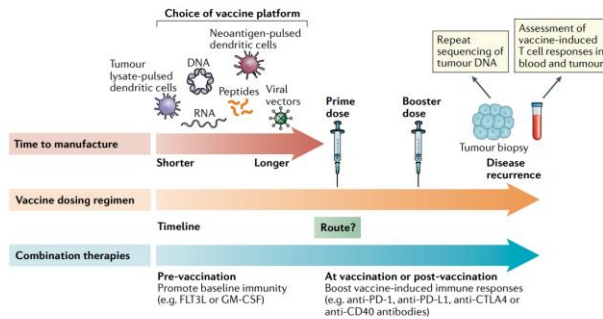 Choice of vaccine platform
Neoantigen-pulsed
dendritic cells
DNA
Tumour
lysate-pulsed
dendritic cells
Peptides
Viral
vectors
RNA
Prime
dose
Booster
dose
Repeat
sequencing of
tumour DNA
Assessment of
vaccine-induced
T cell responses in
blood and tumour
Tumour biopsy
Time to manufacture
Shorter
Longer
Disease
recurrence
Vaccine dosing regimen
Timeline
Route?
Combination therapies
Pre-vaccination
Promote baseline immunity
(e.g. FLT3L or GM-CSF)
At vaccination or post-vaccination
Boost vaccine-induced immune responses
(e.g. anti-PD-1, anti-PD-L1, anti-CTLA4 or
anti-CD40 antibodies)